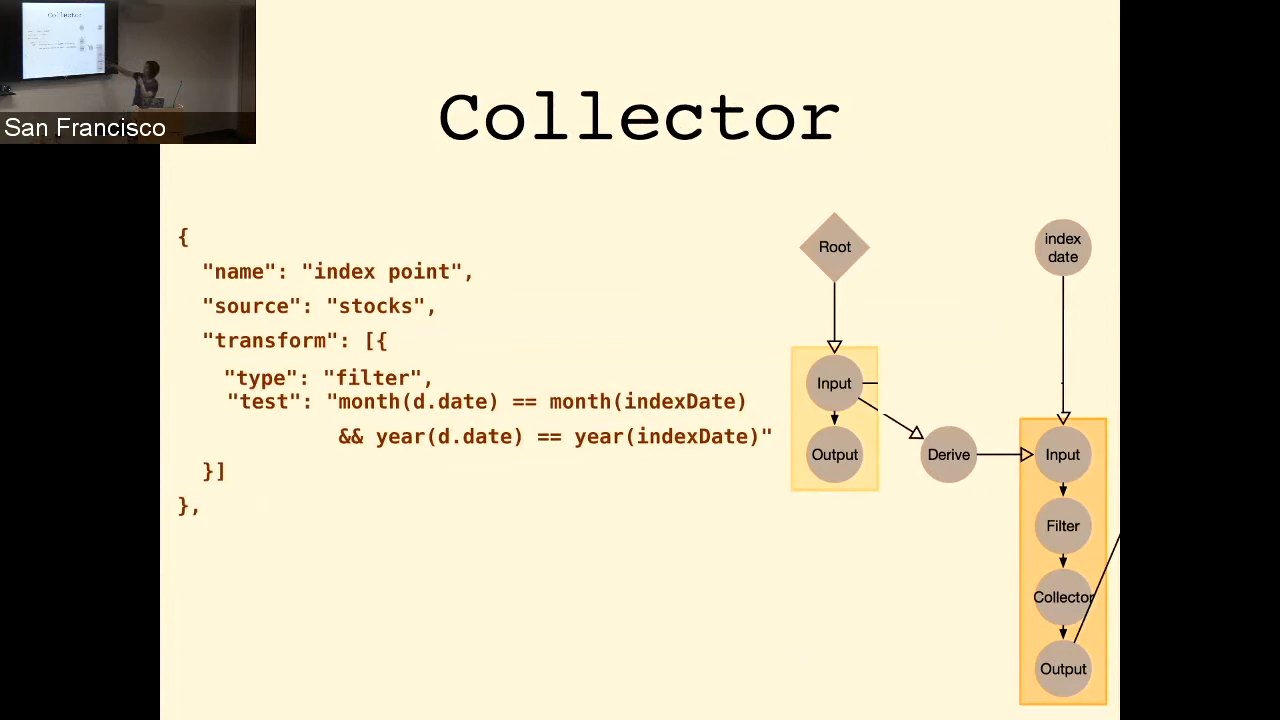 Collector
San Francisco
Collector
{
"name": "index point",
"source": "stocks",
"transform": [{
"type": "filter",
"test": "month(d.date) == month(indexDate)
&& year(d.date) == year(indexDate)"
}]
},
Root
index
date
Input
Output
Derive
Input
Filter
Collector
Output